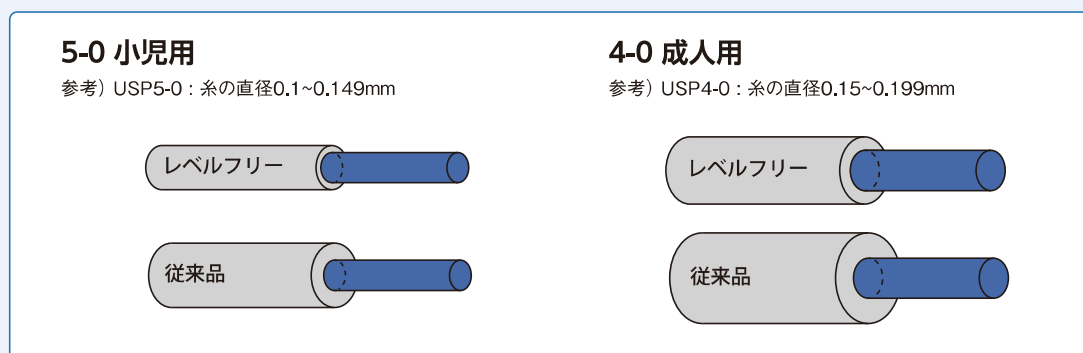 5-0 小児用
参考）USP5-0：糸の直径0.1~0.149mm
レベルフリー
従来品
4-0 成人用
参考）USP4-0：糸の直径0.15~0.199mm
レベルフリー
従来品